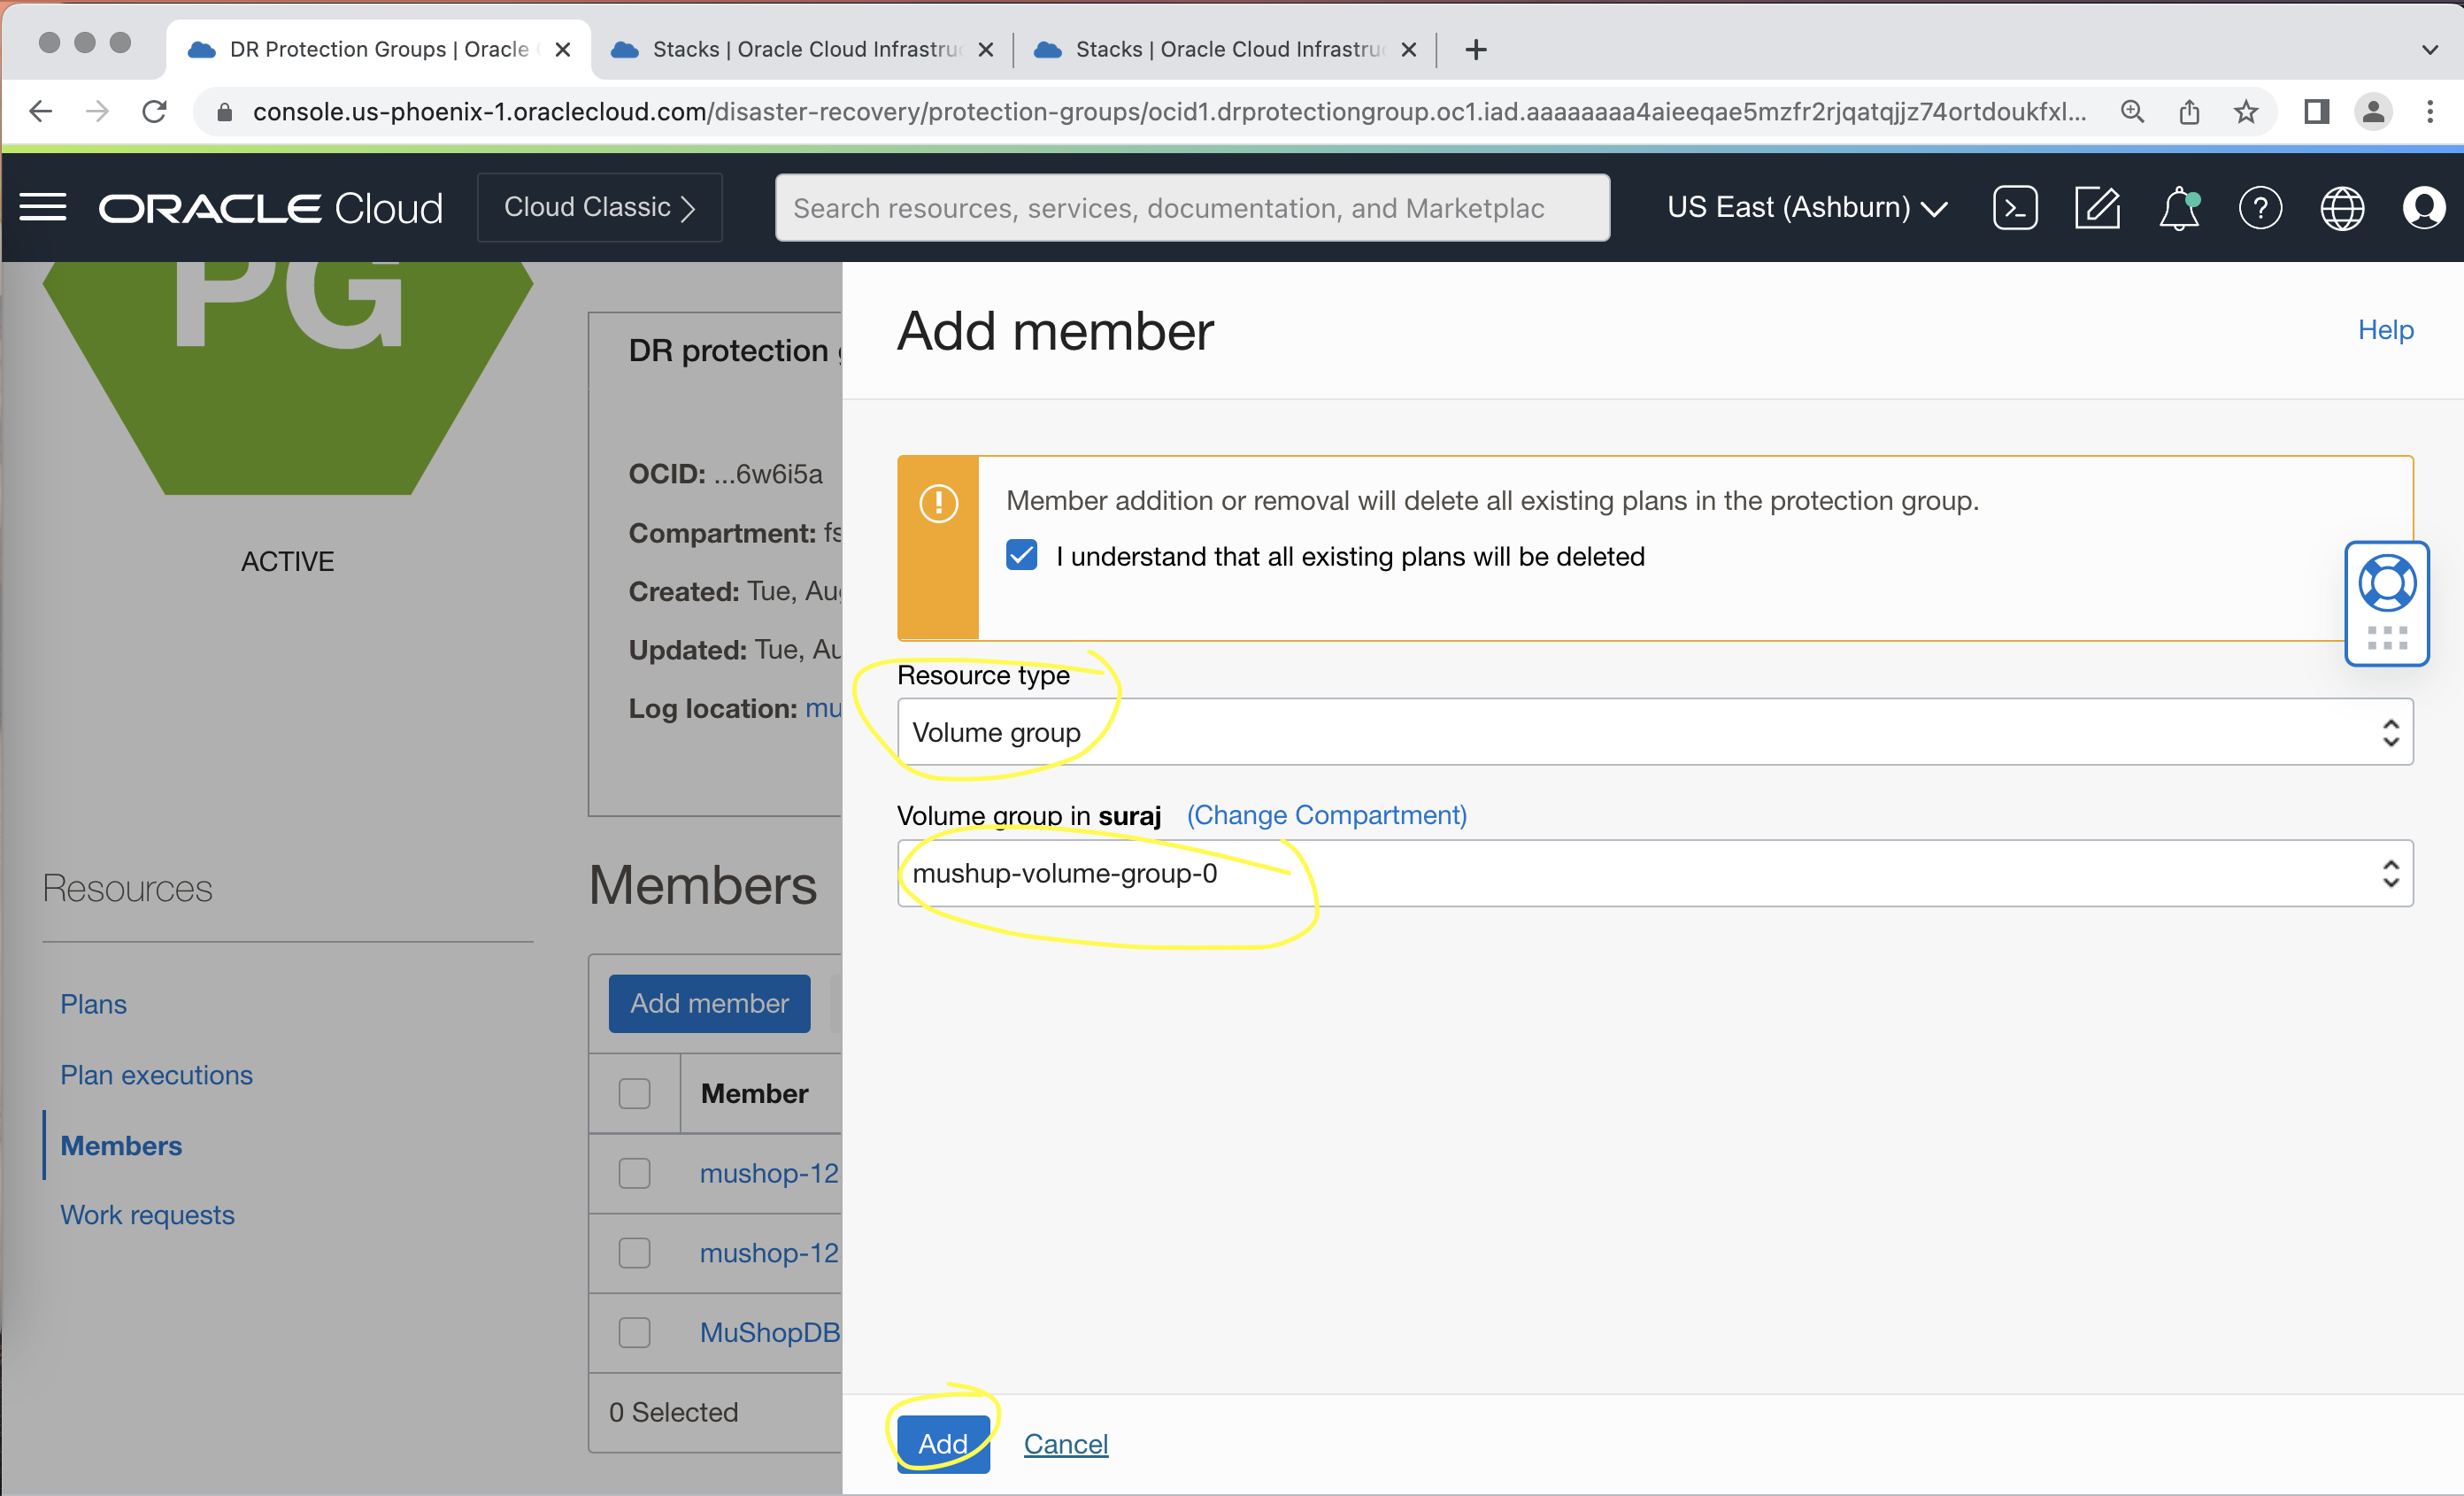 DR Protection Groups | Oracle
Stacks | Oracle Cloud Infrastruc
Stacks | Oracle Cloud Infrastruc
console.us-phoenix-1.oraclecloud.com/disaster-recovery/protection-groups/ocid1.drprotectiongroup.oc1.iad.aaaaaaaa4aieeqae5mzfr2rjqatqjjz74ortdoukfxl...
ORACLE Cloud
Cloud Classic
Search resources, services, documentation, and Marketplac
US East (Ashburn)
PG
ACTIVE
DR protection
OCID: ...6w6i5a
Compartment: fs
Created: Tue, Aug
Updated: Tue, Au
Log location: mu
Resources
Plans
Plan executions
Members
Work requests
Members
Add member
Member
mushop-12
mushop-12
MuShopDB
0 Selected
Add member
Help
Member addition or removal will delete all existing plans in the protection group.
I understand that all existing plans will be deleted
Resource type
Volume group
Volume group in suraj (Change Compartment)
mushup-volume-group-0
Add
Cancel